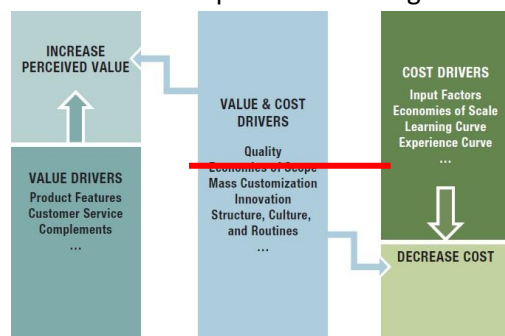 INCREASE
PERCEIVED VALUE
VALUE DRIVERS
Product Features
Customer Service
Complements
...
VALUE & COST
DRIVERS
Quality
Economies of Scope
Mass Customization
Innovation
Structure, Culture,
and Routines
...
COST DRIVERS
Input Factors
Economies of Scale
Learning Curve
Experience Curve
...
DECREASE COST